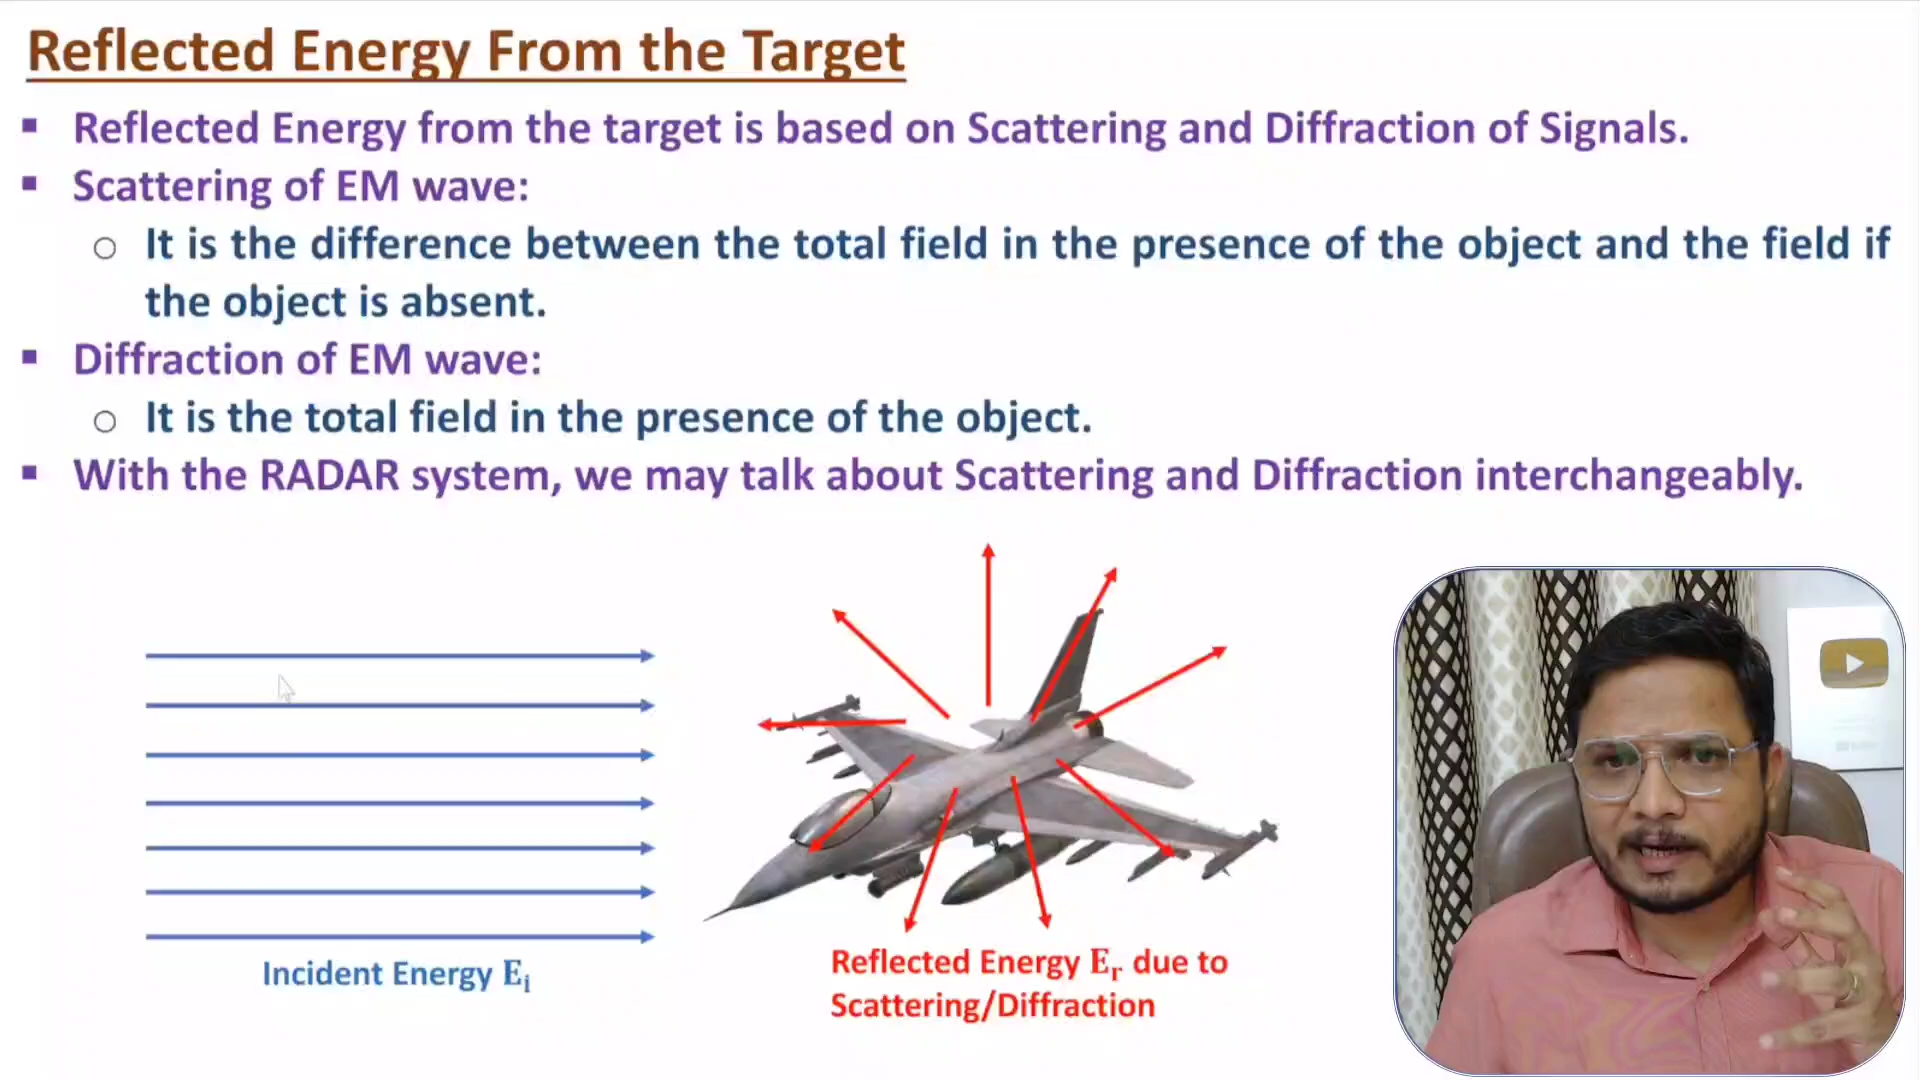 Reflected Energy From the Target
▪ Reflected Energy from the target is based on Scattering and Diffraction of Signals.
▪ Scattering of EM wave:
○ It is the difference between the total field in the presence of the object and the field if
the object is absent.
▪ Diffraction of EM wave:
○ It is the total field in the presence of the object.
▪ With the RADAR system, we may talk about Scattering and Diffraction interchangeably.
Incident Energy Eᵢ
Reflected Energy Eᵣ due to
Scattering/Diffraction